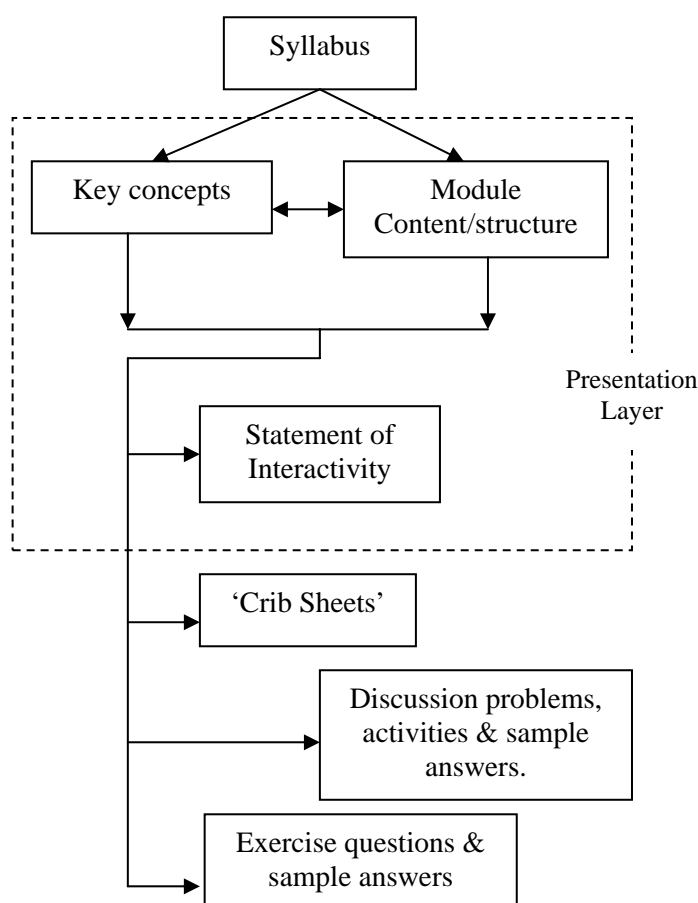 Syllabus
Key concepts
Module
Content/structure
Presentation
Layer
Statement of
Interactivity
‘Crib Sheets’
Discussion problems,
activities & sample
answers.
Exercise questions &
sample answers